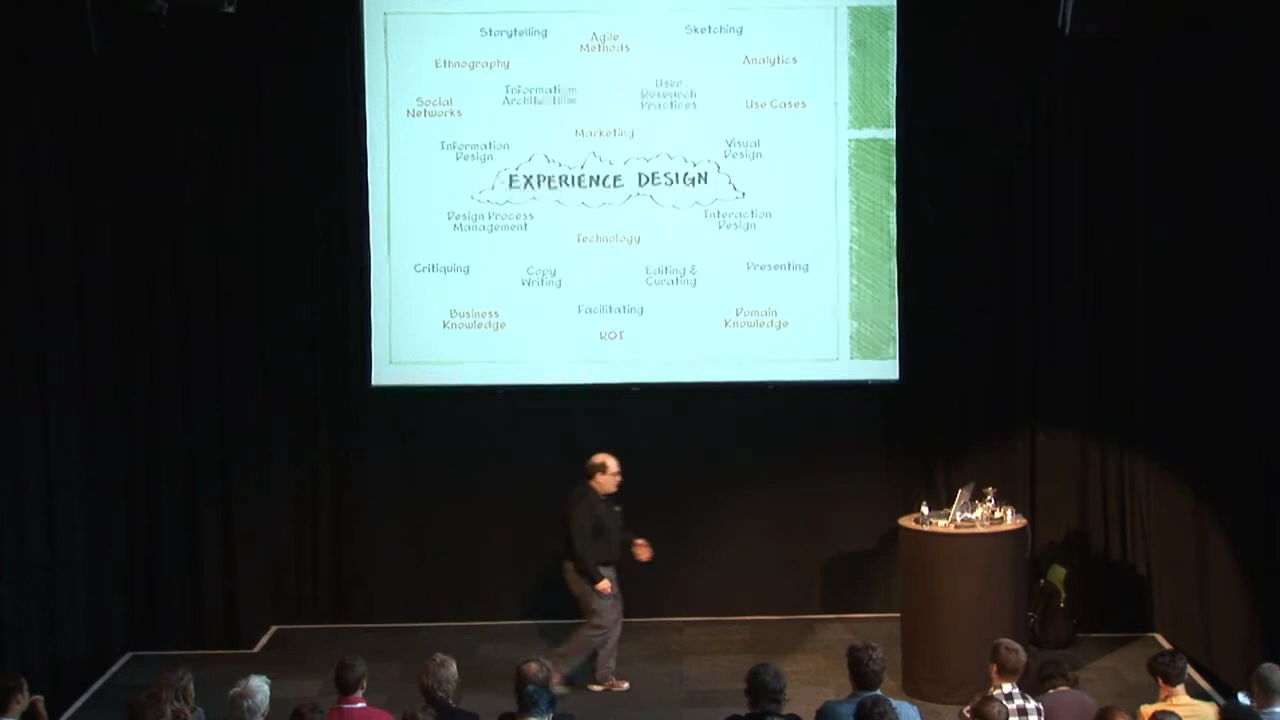 Storytelling
Agile
Methods
Sketching
Ethnography
Analytics
Information
User
Research
Practices
Social
Networks
Use Cases
Marketing
Information
Design
Visual
Design
EXPERIENCE DESIGN
Design Process
Management
Interaction
Design
Technology
Critiquing
Copy
Writing
Editing &
Curating
Presenting
Business
Knowledge
Facilitating
Domain
Knowledge
ROI